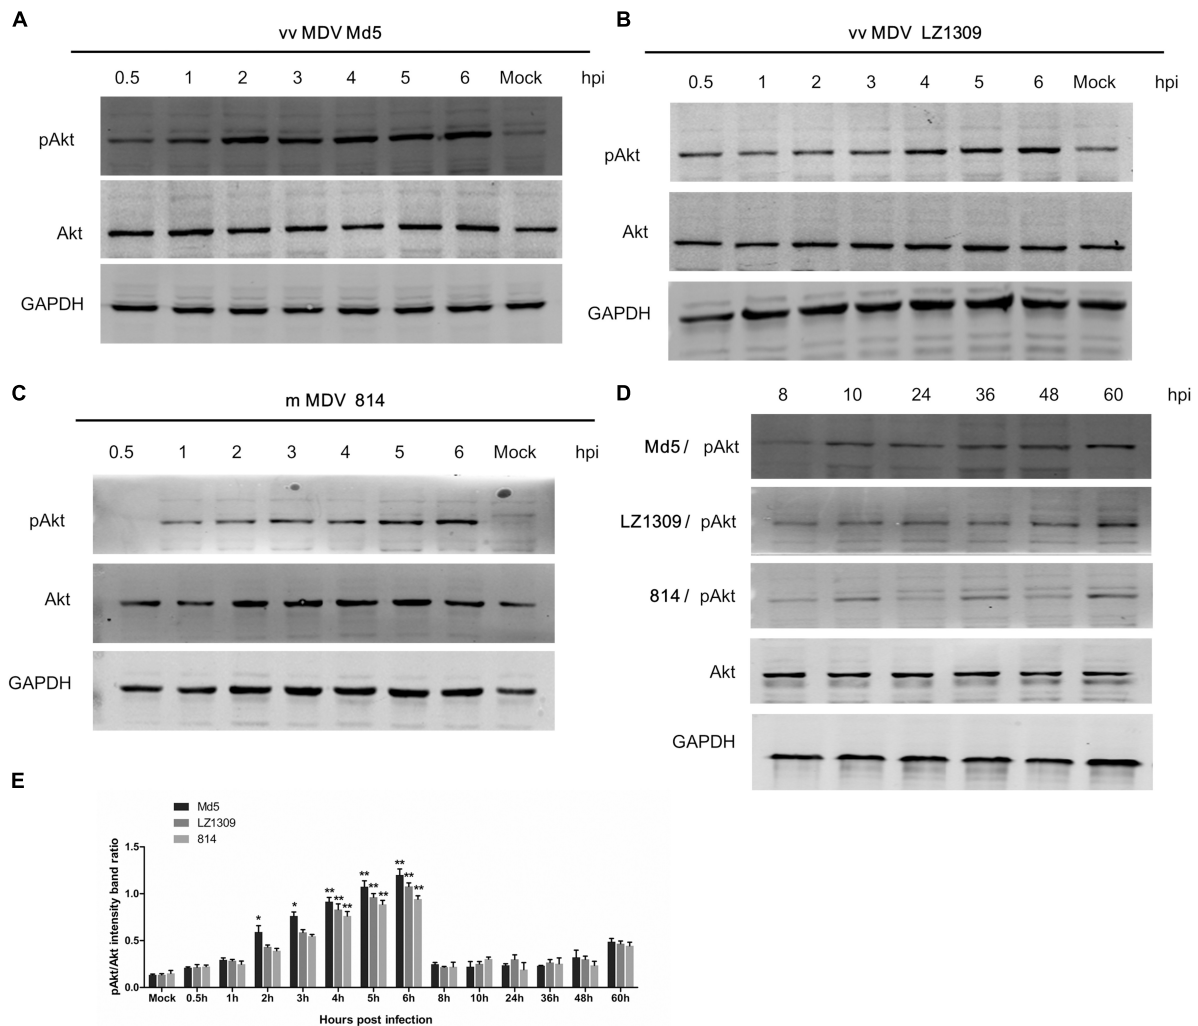 A
vv MDV Md5
0.5 1 2 3 4 5 6 Mock hpi
pAkt
Akt
GAPDH
B
vv MDV LZ1309
0.5 1 2 3 4 5 6 Mock hpi
pAkt
Akt
GAPDH
C
m MDV 814
0.5 1 2 3 4 5 6 Mock hpi
pAkt
Akt
GAPDH
D
8 10 24 36 48 60 hpi
Md5 / pAkt
LZ1309 / pAkt
814 / pAkt
Akt
GAPDH
E
Md5
LZ1309
814
pAkt/Akt intensity band ratio
1.5
1.0
0.5
0.0
* * ** ** ** ** ** ** ** ** **
Mock 0.5h 1h 2h 3h 4h 5h 6h 8h 10h 24h 36h 48h 60h
Hours post infection